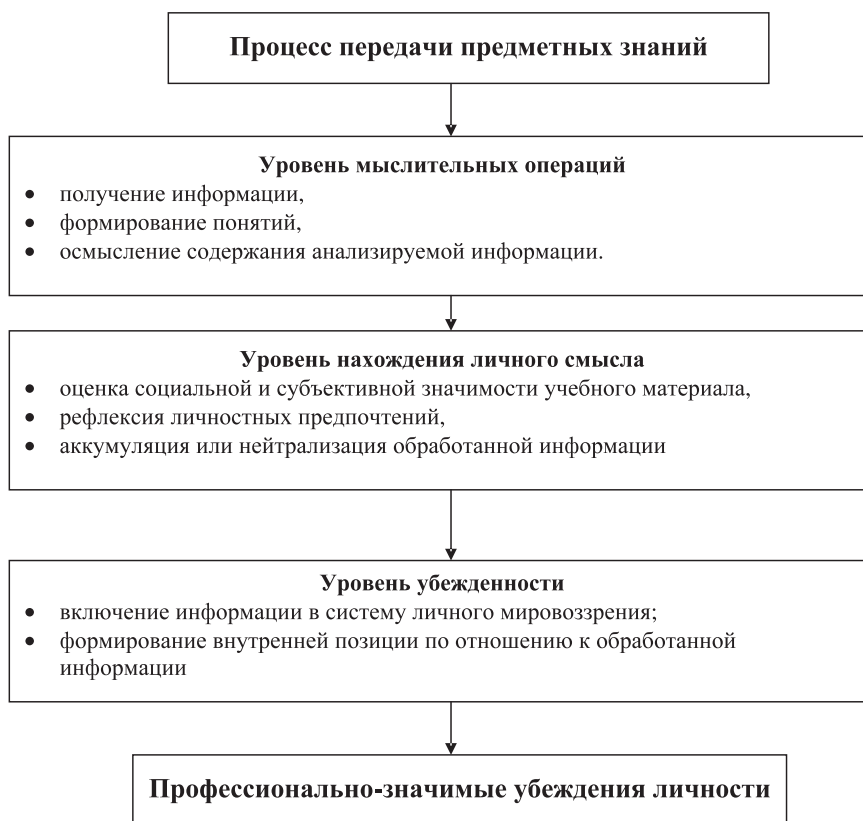 Процесс передачи предметных знаний
Уровень мыслительных операций
• получение информации,
• формирование понятий,
• осмысление содержания анализируемой информации.
Уровень нахождения личного смысла
• оценка социальной и субъективной значимости учебного материала,
• рефлексия личностных предпочтений,
• аккумуляция или нейтрализация обработанной информации
Уровень убежденности
• включение информации в систему личного мировоззрения;
• формирование внутренней позиции по отношению к обработанной
информации
Профессионально-значимые убеждения личности